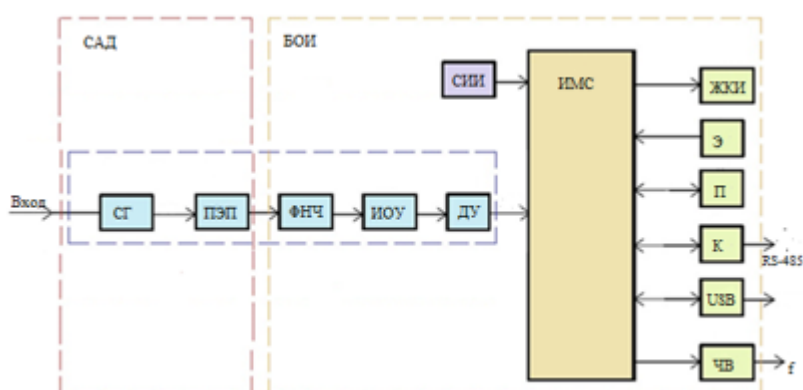 САД
БОИ
СИИ
ИМС
ЖКИ
Э
Вход
СГ
ПЭП
ФНЧ
ИОУ
ДУ
П
К
RS-485
USB
ЧВ
f